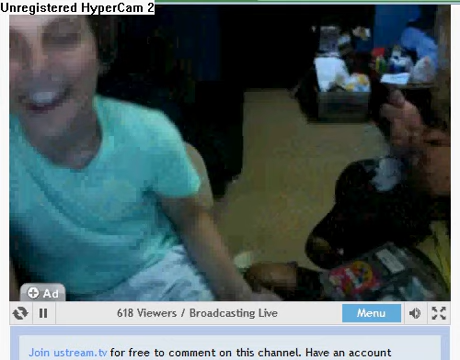 Unregistered HyperCam 2
Ad
618 Viewers / Broadcasting Live
Menu
Join ustream.tv for free to comment on this channel. Have an account